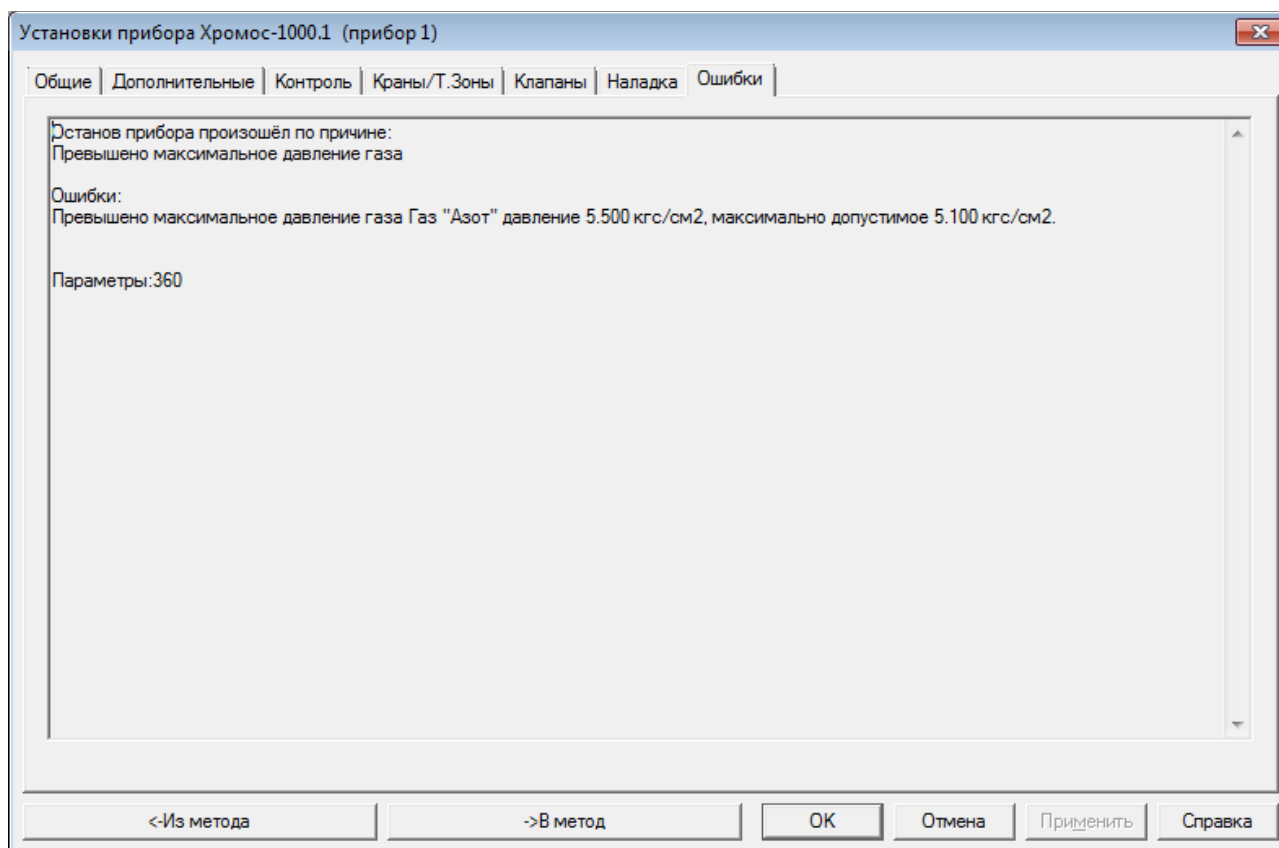 Установки прибора Хромос-1000.1 (прибор 1)
Общие Дополнительные Контроль Краны/Т.Зоны Клапаны Наладка Ошибки
Останов прибора произошёл по причине:
Превышено максимальное давление газа
Ошибки:
Превышено максимальное давление газа Газ "Азот" давление 5.500 кгс/см2, максимально допустимое 5.100 кгс/см2.
Параметры:360
<-Из метода ->В метод OK Отмена Применить Справка